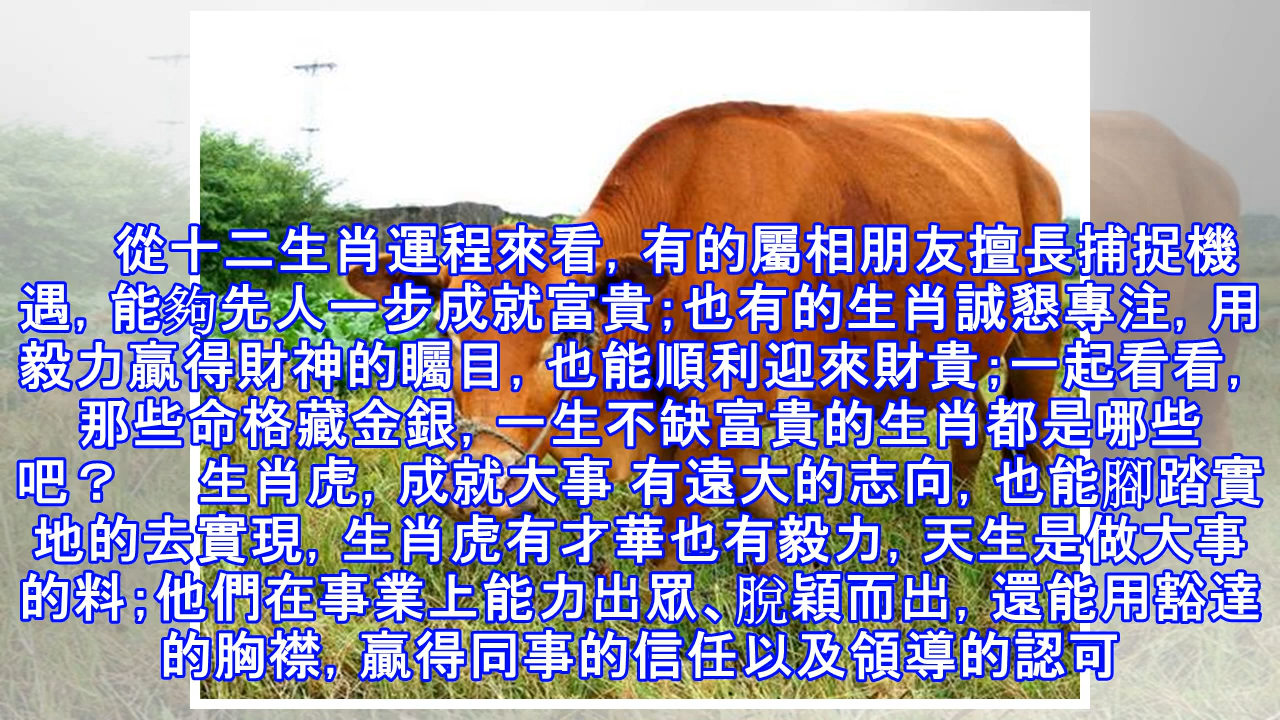 從十二生肖運程來看, 有的屬相朋友擅長捕捉機
遇, 能夠先人一步成就富貴;也有的生肖誠懇專注, 用
毅力贏得財神的矚目, 也能順利迎來財貴;一起看看,
那些命格藏金銀, 一生不缺富貴的生肖都是哪些
吧？ 生肖虎, 成就大事 有遠大的志向, 也能腳踏實
地的去實現, 生肖虎有才華也有毅力, 天生是做大事
的料;他們在事業上能力出眾、脫穎而出, 還能用豁達
的胸襟, 贏得同事的信任以及領導的認可